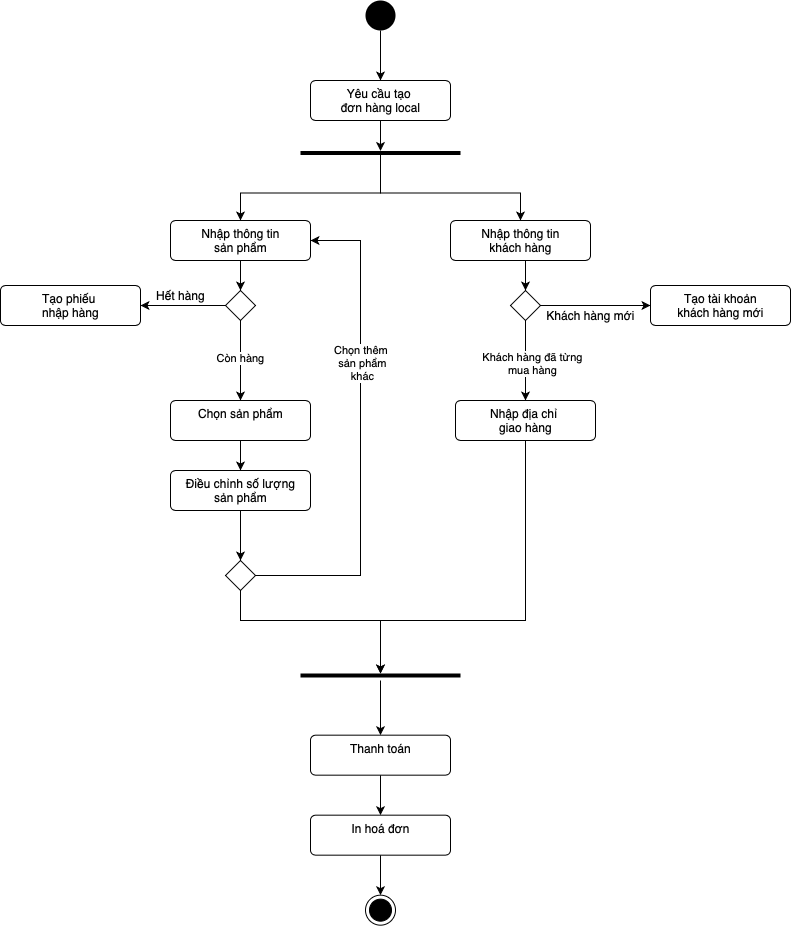 Yêu cầu tạo
đơn hàng local
Nhập thông tin
sản phẩm
Nhập thông tin
khách hàng
Tạo phiếu
nhập hàng
Hết hàng
Khách hàng mới
Tạo tài khoản
khách hàng mới
Còn hàng
Chọn thêm
sản phẩm
khác
Khách hàng đã từng
mua hàng
Chọn sản phẩm
Nhập địa chỉ
giao hàng
Điều chỉnh số lượng
sản phẩm
Thanh toán
In hoá đơn